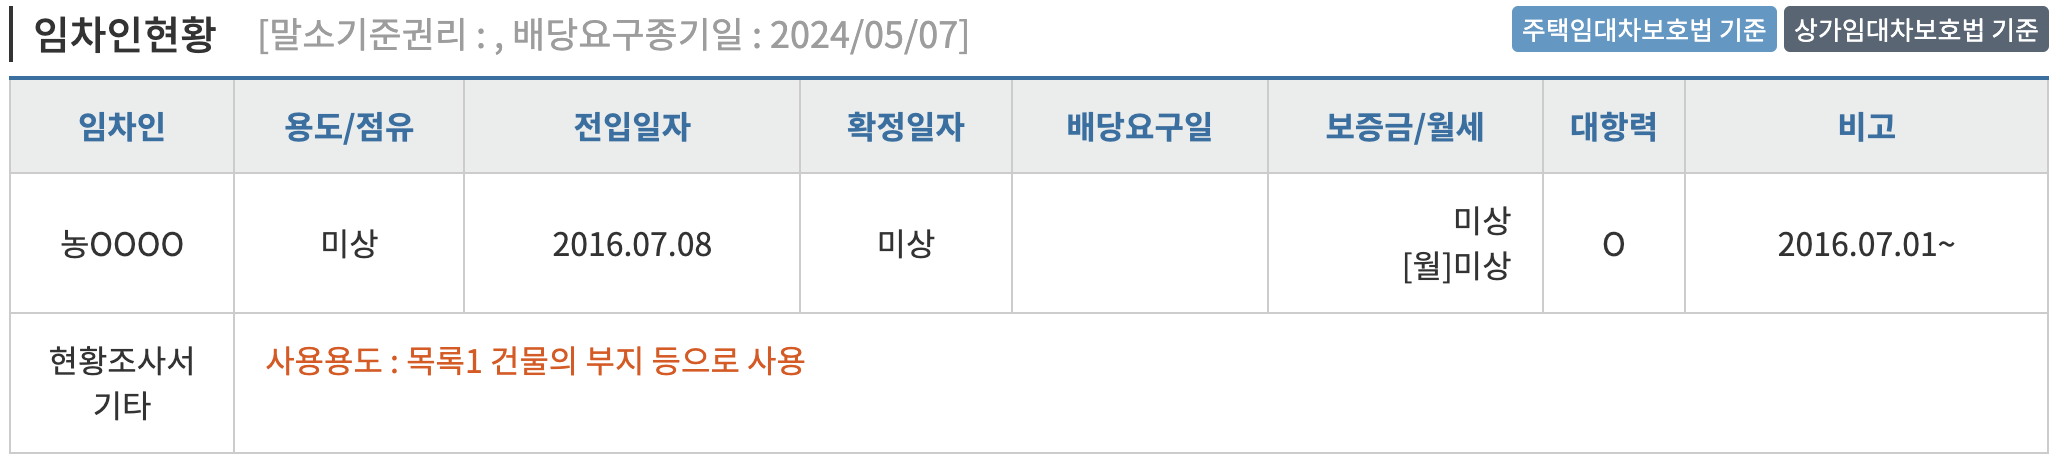 임차인현황 [말소기준권리 : , 배당요구종기일 : 2024/05/07] 주택임대차보호법 기준 상가임대차보호법 기준
임차인 용도/점유 전입일자 확정일자 배당요구일 보증금/월세 대항력 비고
농OOOO 미상 2016.07.08 미상 미상 O 2016.07.01~
[월]미상
현황조사서 사용용도 : 목록1 건물의 부지 등으로 사용
기타